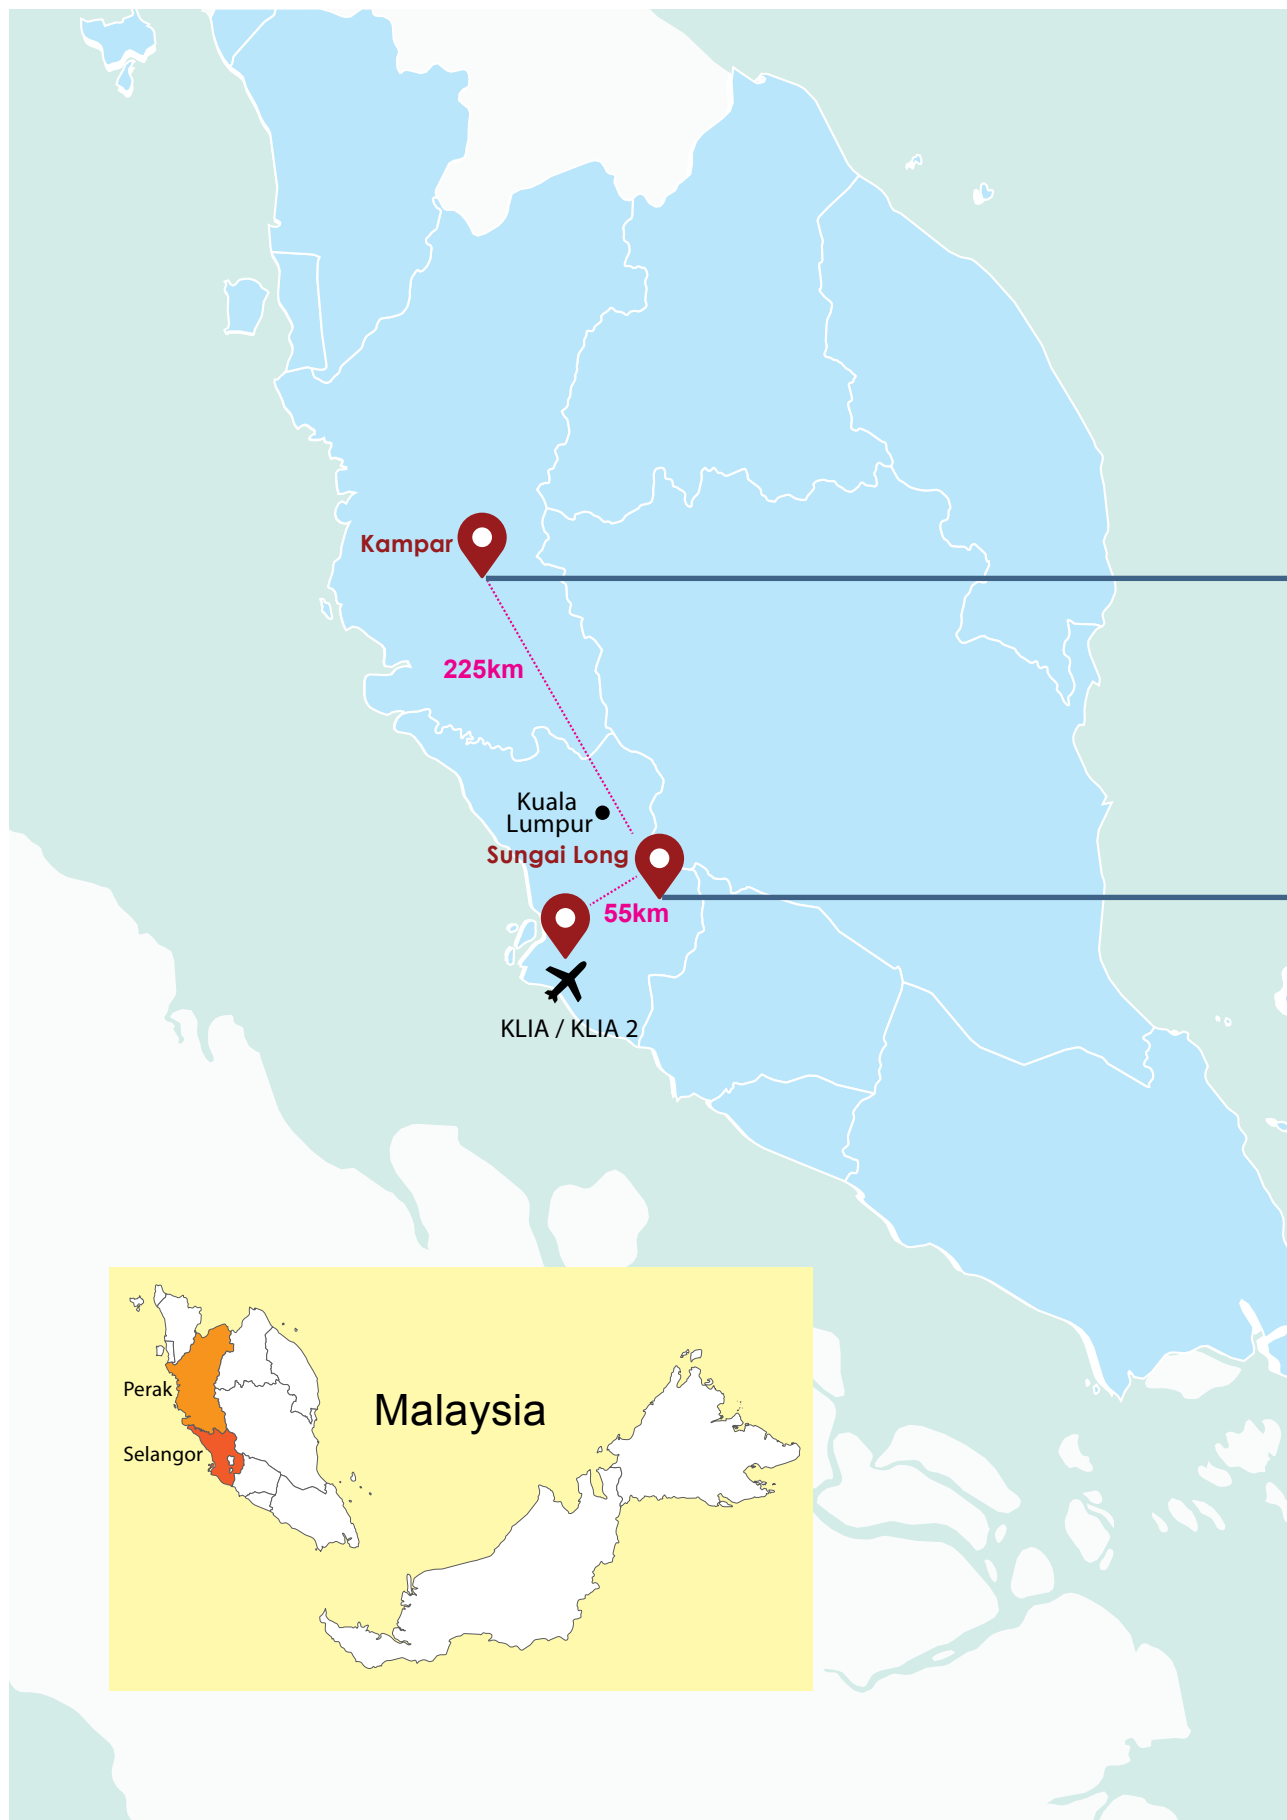 Kampar
225km
Kuala
Lumpur
Sungai Long
55km
KLIA / KLIA 2
Perak
Malaysia
Selangor